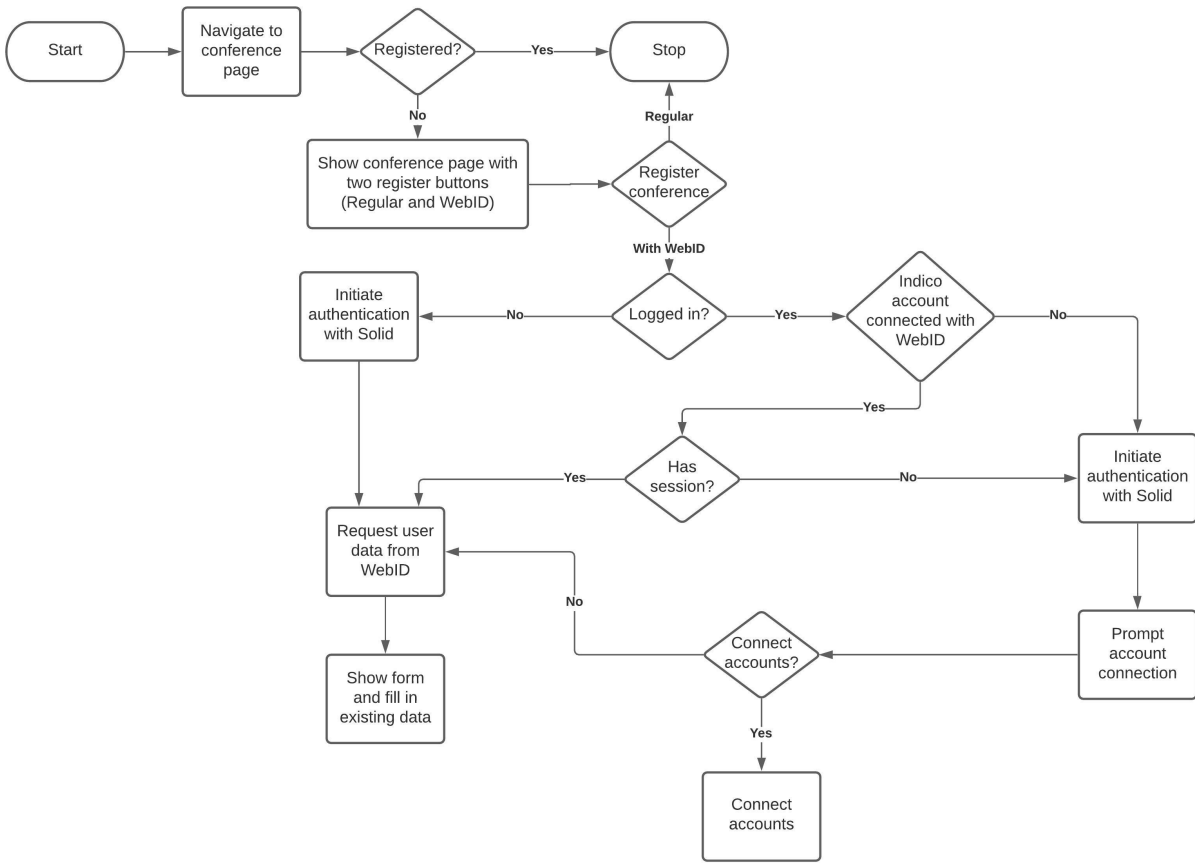 Start
Navigate to
conference
page
Registered?
Yes
Stop
No
Regular
Show conference page with
two register buttons
(Regular and WebID)
Register
conference
With WebID
Initiate
authentication
with Solid
No
Logged in?
Yes
Indico
account
connected with
WebID
No
Yes
Has
session?
Yes
No
Initiate
authentication
with Solid
Request user
data from
WebID
No
Connect
accounts?
Prompt
account
connection
Show form
and fill in
existing data
Yes
Connect
accounts